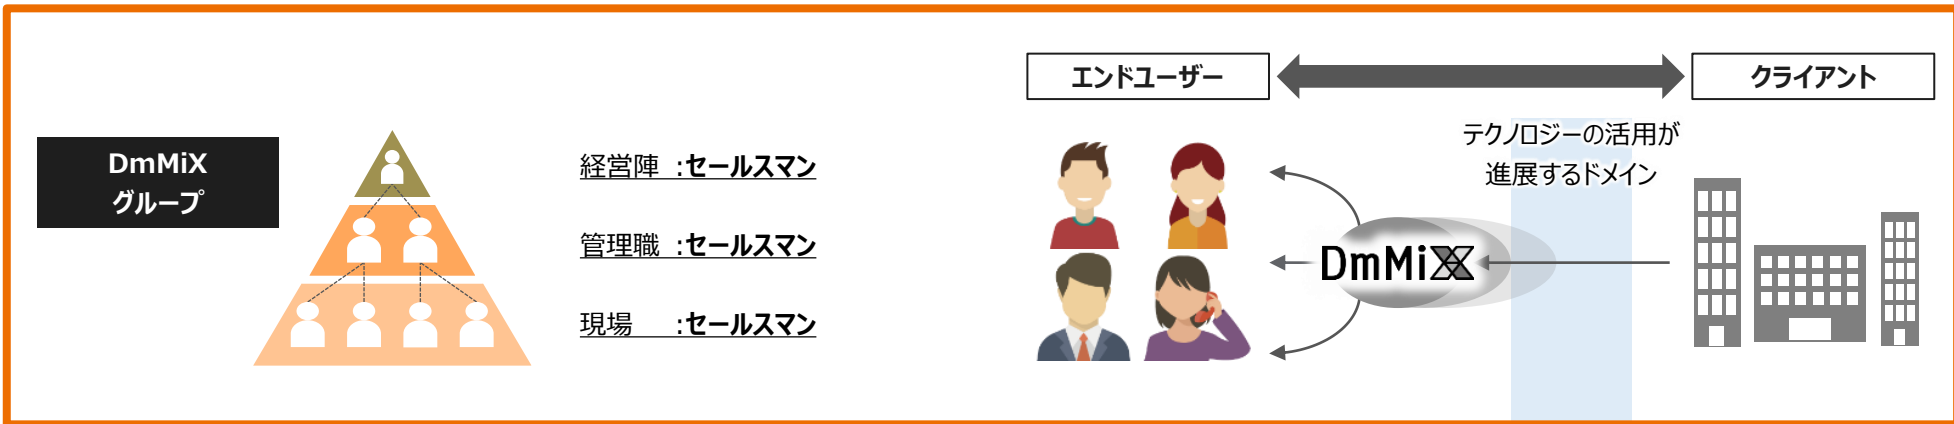 DmMiX
グループ
経営陣 :セールスマン
管理職 :セールスマン
現場 :セールスマン
エンドユーザー
クライアント
テクノロジーの活用が
進展するドメイン
DmMiX